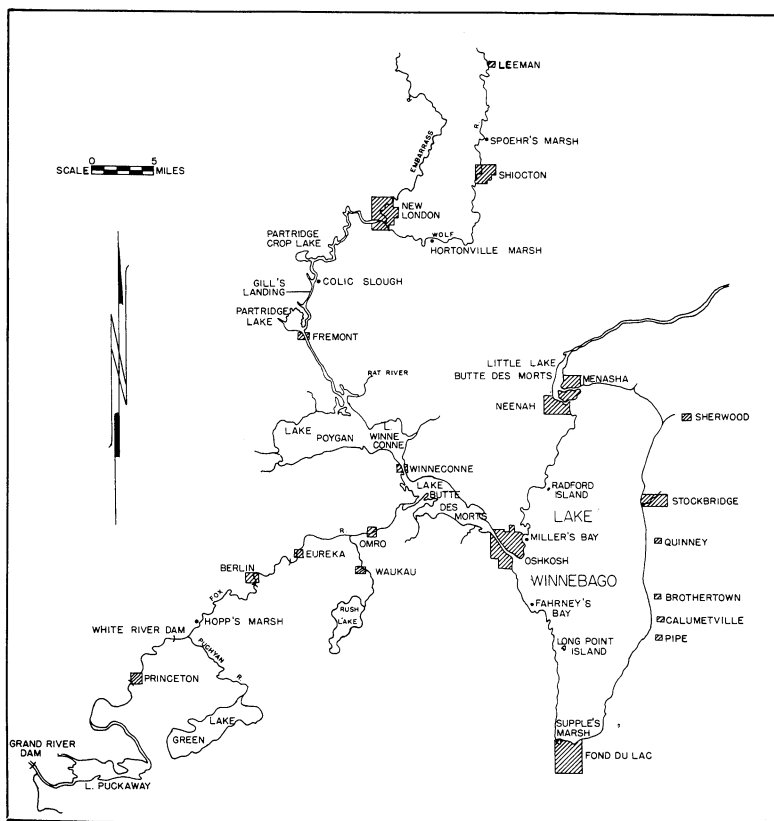 LEEMAN
R.
SPOEHR'S MARSH
EMBARRASS
0 5
SCALE MILES
SHIOCTON
NEW
LONDON
PARTRIDGE
CROP LAKE
WOLF
HORTONVILLE MARSH
GILL'S
LANDING
COLIC SLOUGH
PARTRIDGE
LAKE
FREMONT
LITTLE LAKE
BUTTE DES MORTS
MENASHA
RAT RIVER
NEENAH
SHERWOOD
LAKE
POYGAN
L.
WINNE
CONNE
WINNECONNE
LAKE
BUTTE
DES
MORTS
RADFORD
ISLAND
STOCKBRIDGE
LAKE
R.
OMRO
MILLER'S BAY
OSHKOSH
QUINNEY
EUREKA
BERLIN
WAUKAU
WINNEBAGO
FOX
RUSH
LAKE
FAHRNEY'S
BAY
BROTHERTOWN
HOPP'S MARSH
CALUMETVILLE
WHITE RIVER DAM
PUCHYAN
R.
LONG POINT
ISLAND
PIPE
PRINCETON
LAKE
GREEN
SUPPLE'S
MARSH
GRAND RIVER
DAM
FOND DU LAC
L. PUCKAWAY